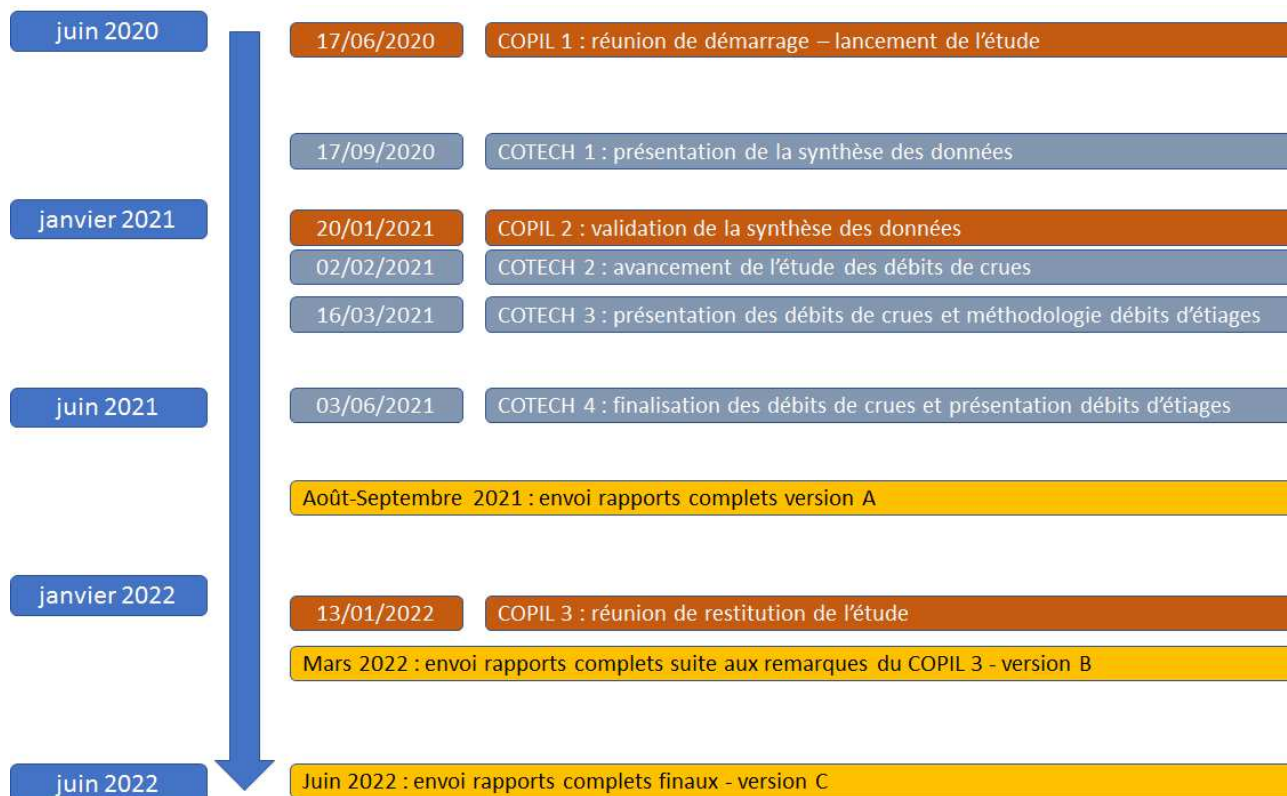 juin 2020
17/06/2020 COPIL 1 : réunion de démarrage – lancement de l'étude
17/09/2020 COTECH 1 : présentation de la synthèse des données
janvier 2021
20/01/2021 COPIL 2 : validation de la synthèse des données
02/02/2021 COTECH 2 : avancement de l'étude des débits de crues
16/03/2021 COTECH 3 : présentation des débits de crues et méthodologie débits d'étiages
juin 2021
03/06/2021 COTECH 4 : finalisation des débits de crues et présentation débits d'étiages
Août-Septembre 2021 : envoi rapports complets version A
janvier 2022
13/01/2022 COPIL 3 : réunion de restitution de l'étude
Mars 2022 : envoi rapports complets suite aux remarques du COPIL 3 - version B
juin 2022
Juin 2022 : envoi rapports complets finaux - version C